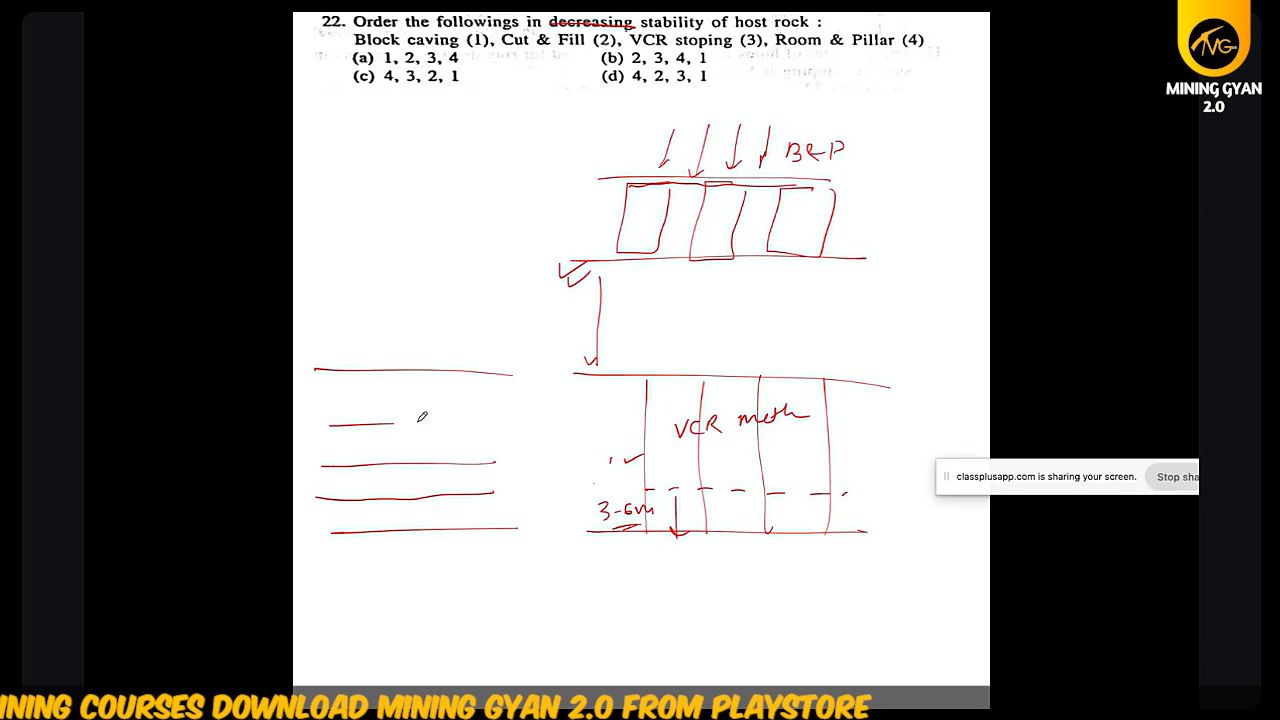 22. Order the followings in decreasing stability of host rock :
Block caving (1), Cut & Fill (2), VCR stoping (3), Room & Pillar (4)
(a) 1, 2, 3, 4 (b) 2, 3, 4, 1
(c) 4, 3, 2, 1 (d) 4, 2, 3, 1
TVG
MINING GYAN
2.0
VCR meth
3-6m
classplusapp.com is sharing your screen. Stop sha
INING COURSES DOWNLOAD MINING GYAN 2.0 FROM PLAYSTORE